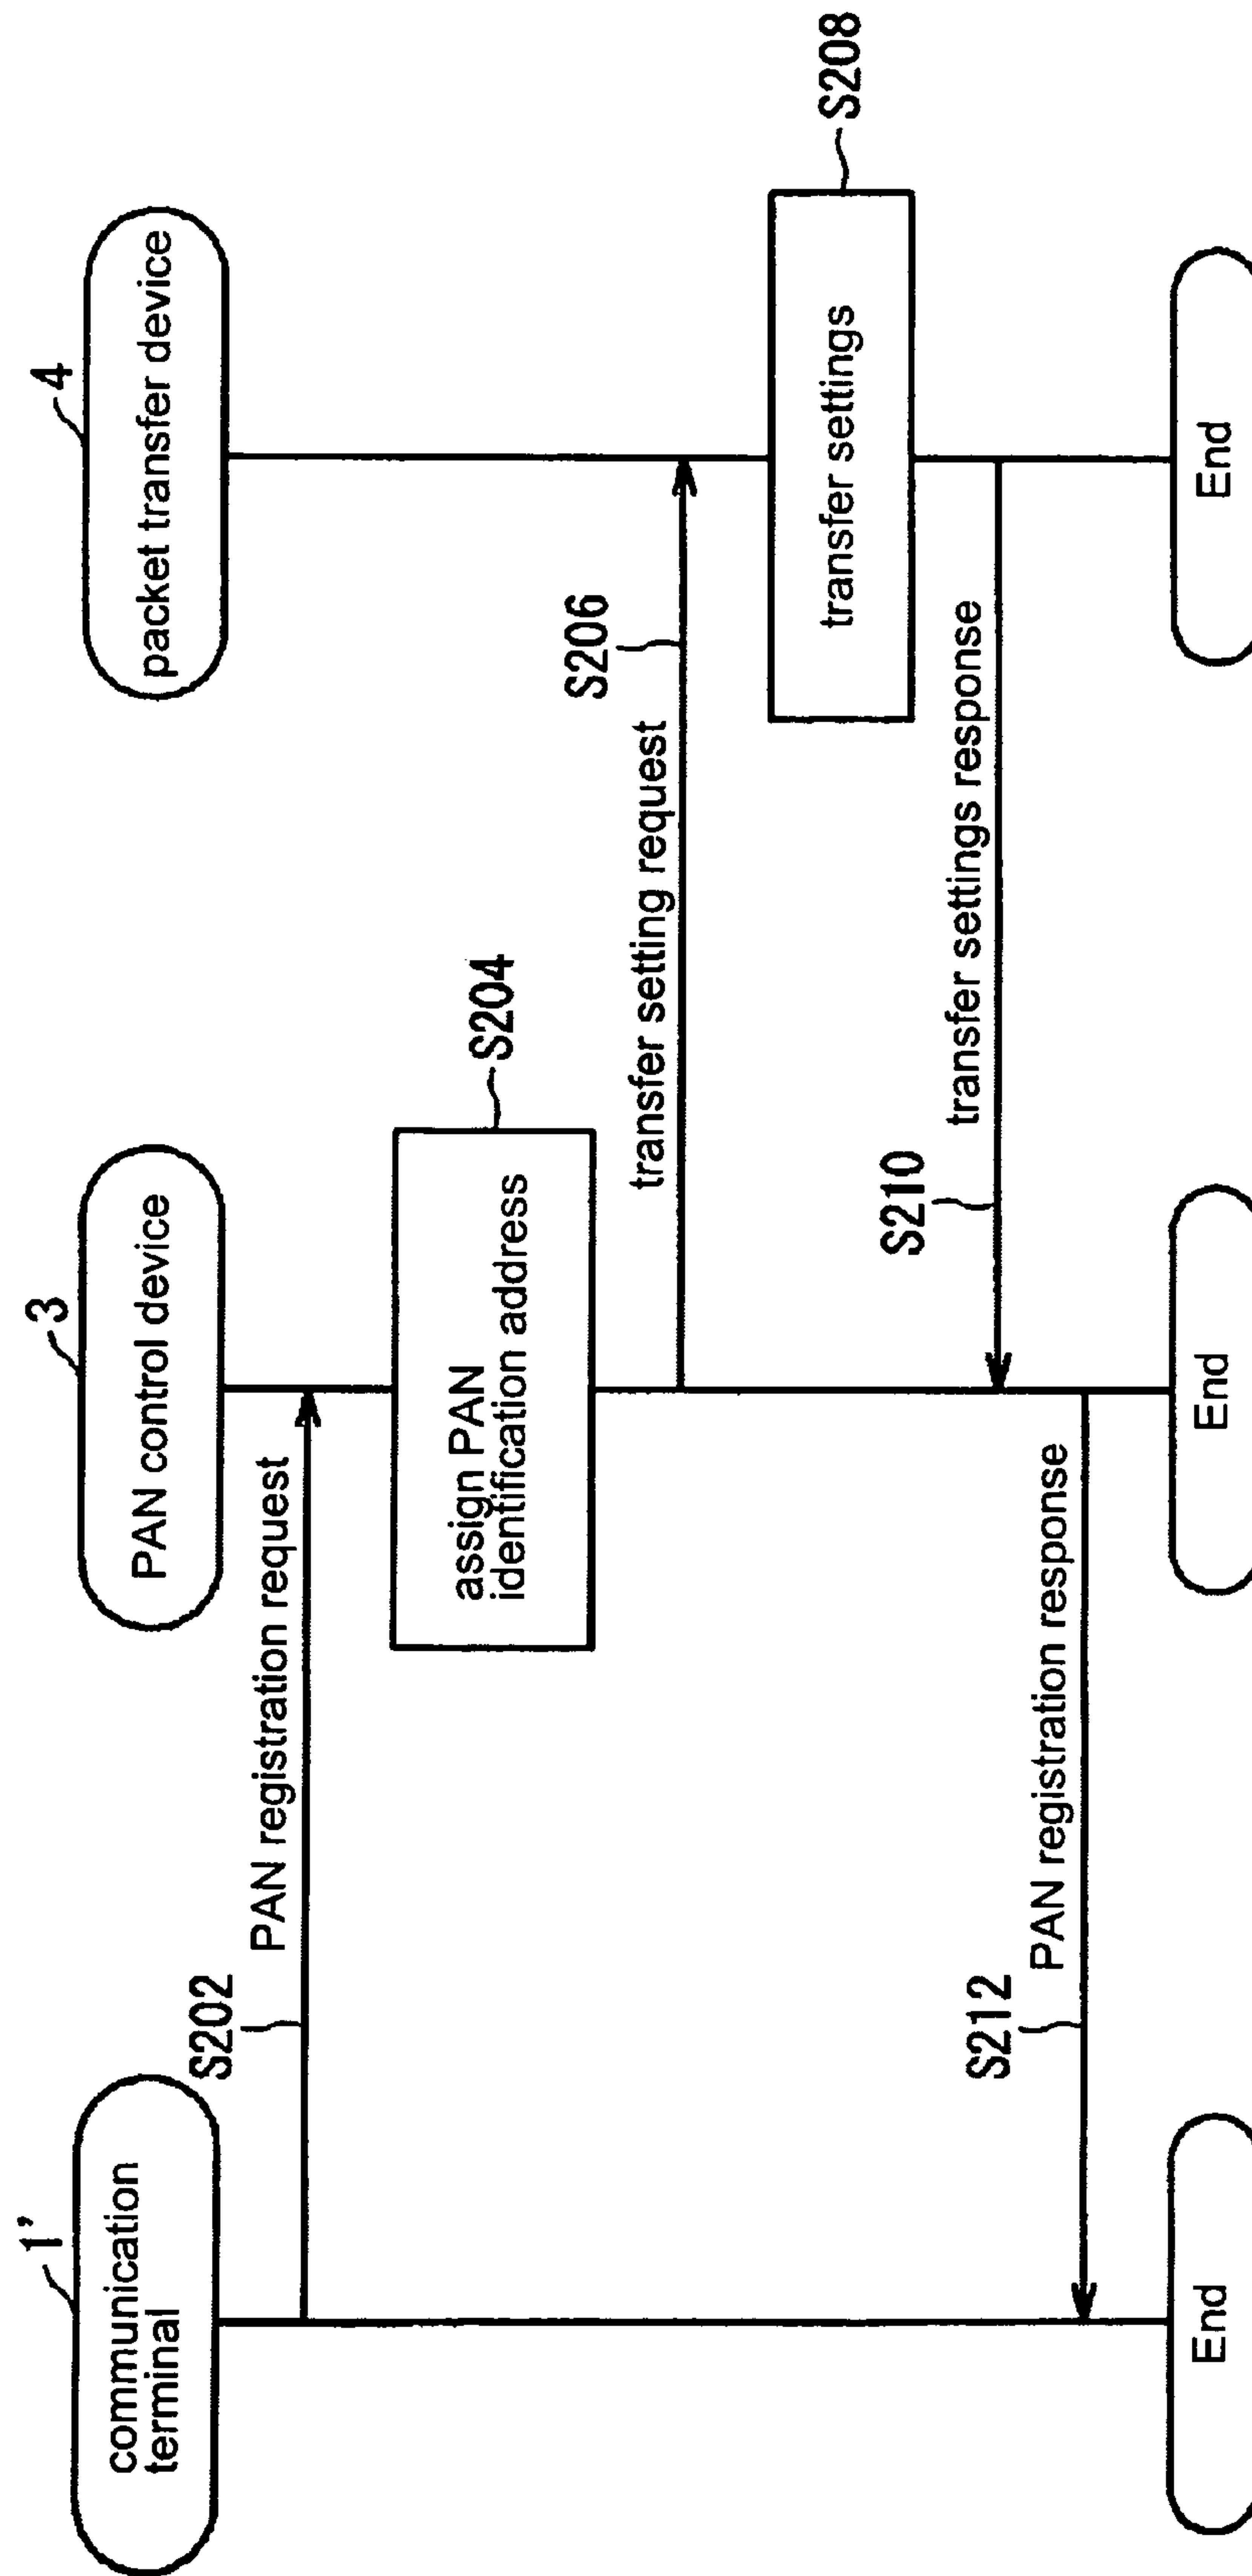 1’
communication
terminal
3
PAN control device
4
packet transfer device
S202
PAN registration request
assign PAN
identification address
S204
transfer setting request
S206
transfer settings
S208
S210
transfer settings response
S212
PAN registration response
End
End
End